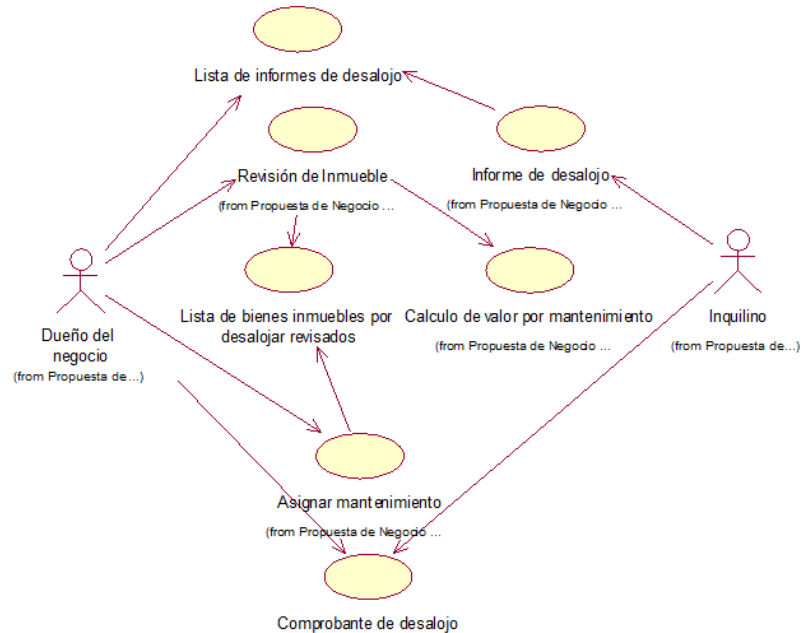 Lista de informes de desalojo
Revisión de Inmueble
(from Propuesta de Negocio ...
Informe de desalojo
(from Propuesta de Negocio ...
Dueño del
negocio
(from Propuesta de...)
Lista de bienes inmuebles por
desalojar revisados
Calculo de valor por mantenimiento
(from Propuesta de Negocio ...
Inquilino
(from Propuesta de...)
Asignar mantenimiento
(from Propuesta de Negocio ...
Comprobante de desalojo